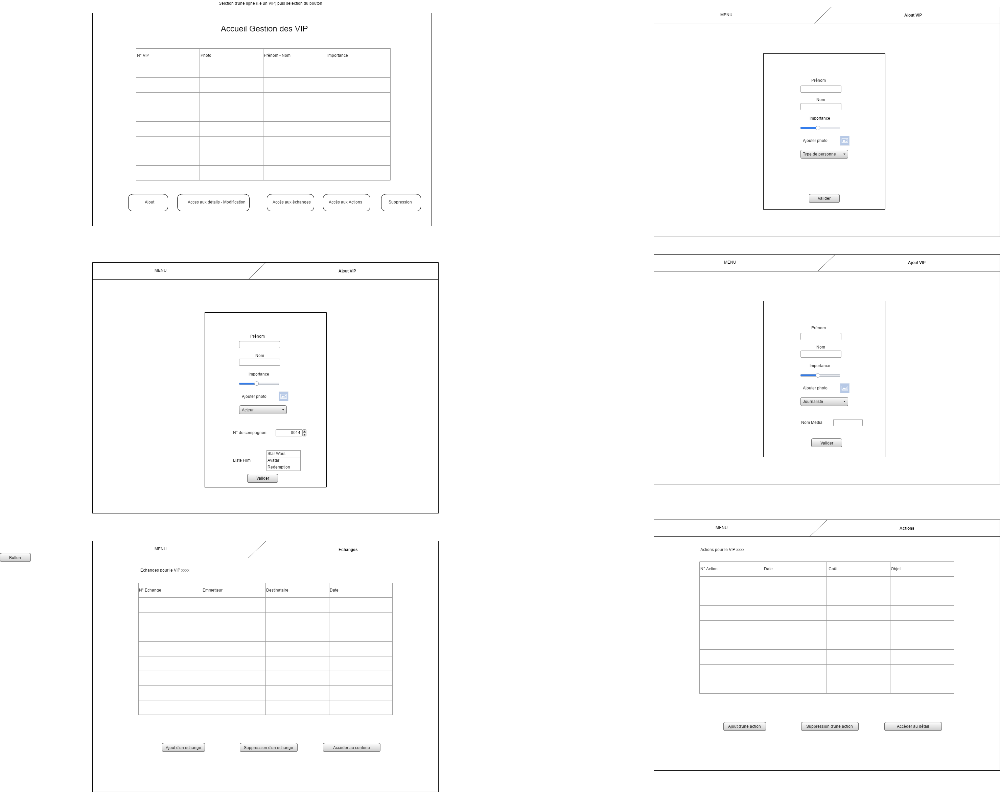 Selction d'une ligne (i.e un VIP) puis selection du bouton
Accueil Gestion des VIP
N° VIP Photo Prénom - Nom Importance
Ajout Acces aux détails - Modification Accès aux échanges Accès aux Actions Suppression
MENU Ajout VIP
Prénom
Nom
Importance
Ajouter photo
Type de personne
Valider
MENU Ajout VIP
Prénom
Nom
Importance
Ajouter photo
Acteur
N° de compagnon 0014
Liste Film
Star Wars
Avatar
Redemption
Valider
MENU Ajout VIP
Prénom
Nom
Importance
Ajouter photo
Journaliste
Nom Media
Valider
Button
MENU Echanges
Echanges pour le VIP xxxx
N° Echange Emmetteur Destinataire Date
Ajout d'un échange Suppression d'un échange Accéder au contenu
MENU Actions
Actions pour le VIP xxxx
N° Action Date Coût Objet
Ajout d'une action Suppression d'une action Accéder au détail